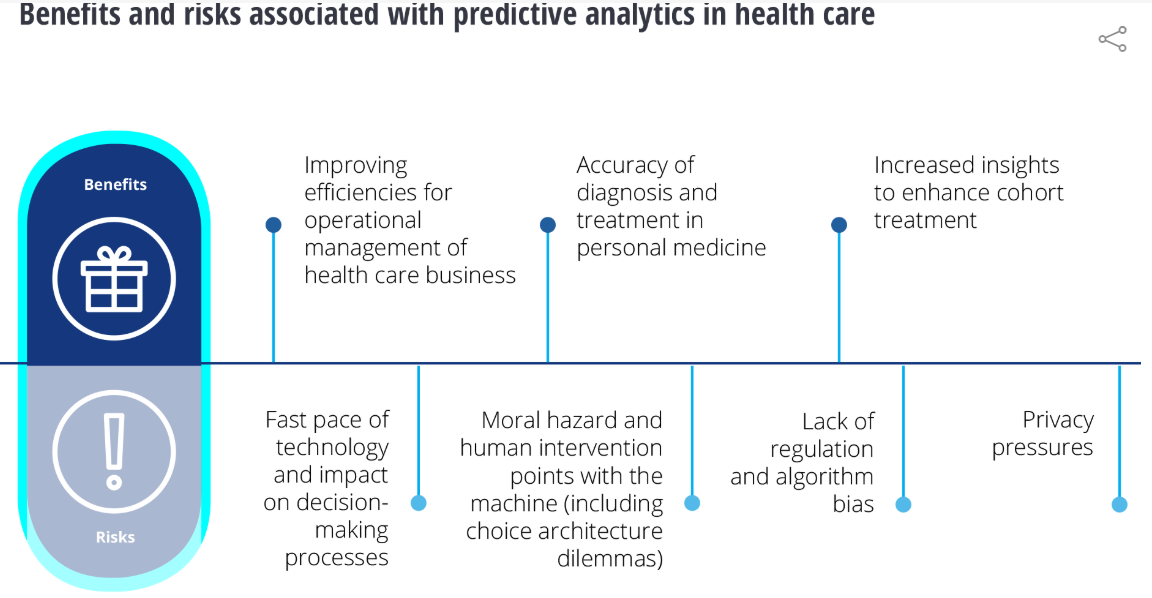 Benefits and risks associated with predictive analytics in health care
Benefits
Improving
efficiencies for
operational
management of
health care business
Accuracy of
diagnosis and
treatment in
personal medicine
Increased insights
to enhance cohort
treatment
Risks
Fast pace of
technology
and impact
on decision-
making
processes
Moral hazard and
human intervention
points with the
machine (including
choice architecture
dilemmas)
Lack of
regulation
and algorithm
bias
Privacy
pressures